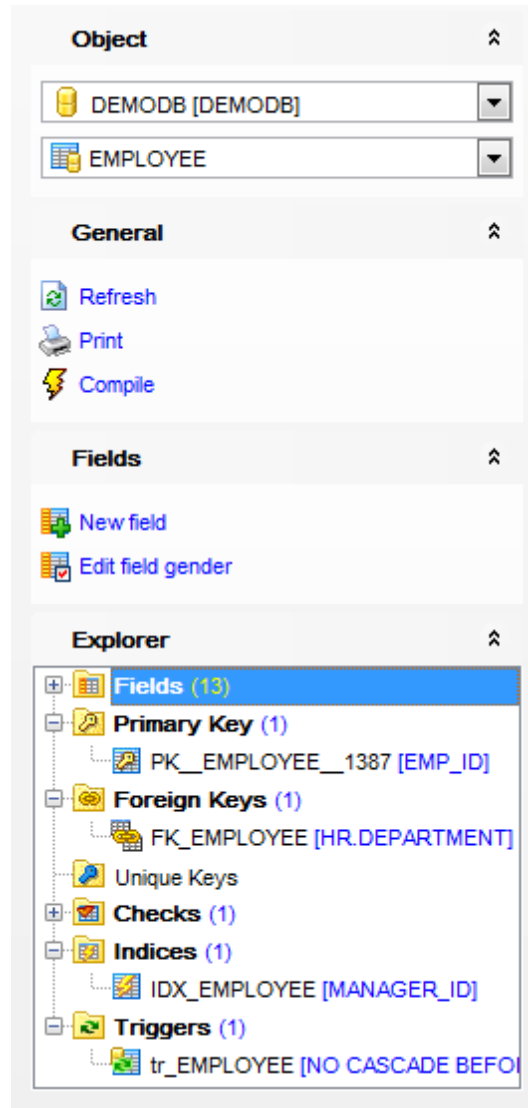 Object
DEMODB [DEMODB]
EMPLOYEE
General
Refresh
Print
Compile
Fields
New field
Edit field gender
Explorer
Fields (13)
Primary Key (1)
PK__EMPLOYEE__1387 [EMP_ID]
Foreign Keys (1)
FK_EMPLOYEE [HR.DEPARTMENT]
Unique Keys
Checks (1)
Indices (1)
IDX_EMPLOYEE [MANAGER_ID]
Triggers (1)
tr_EMPLOYEE [NO CASCADE BEFO